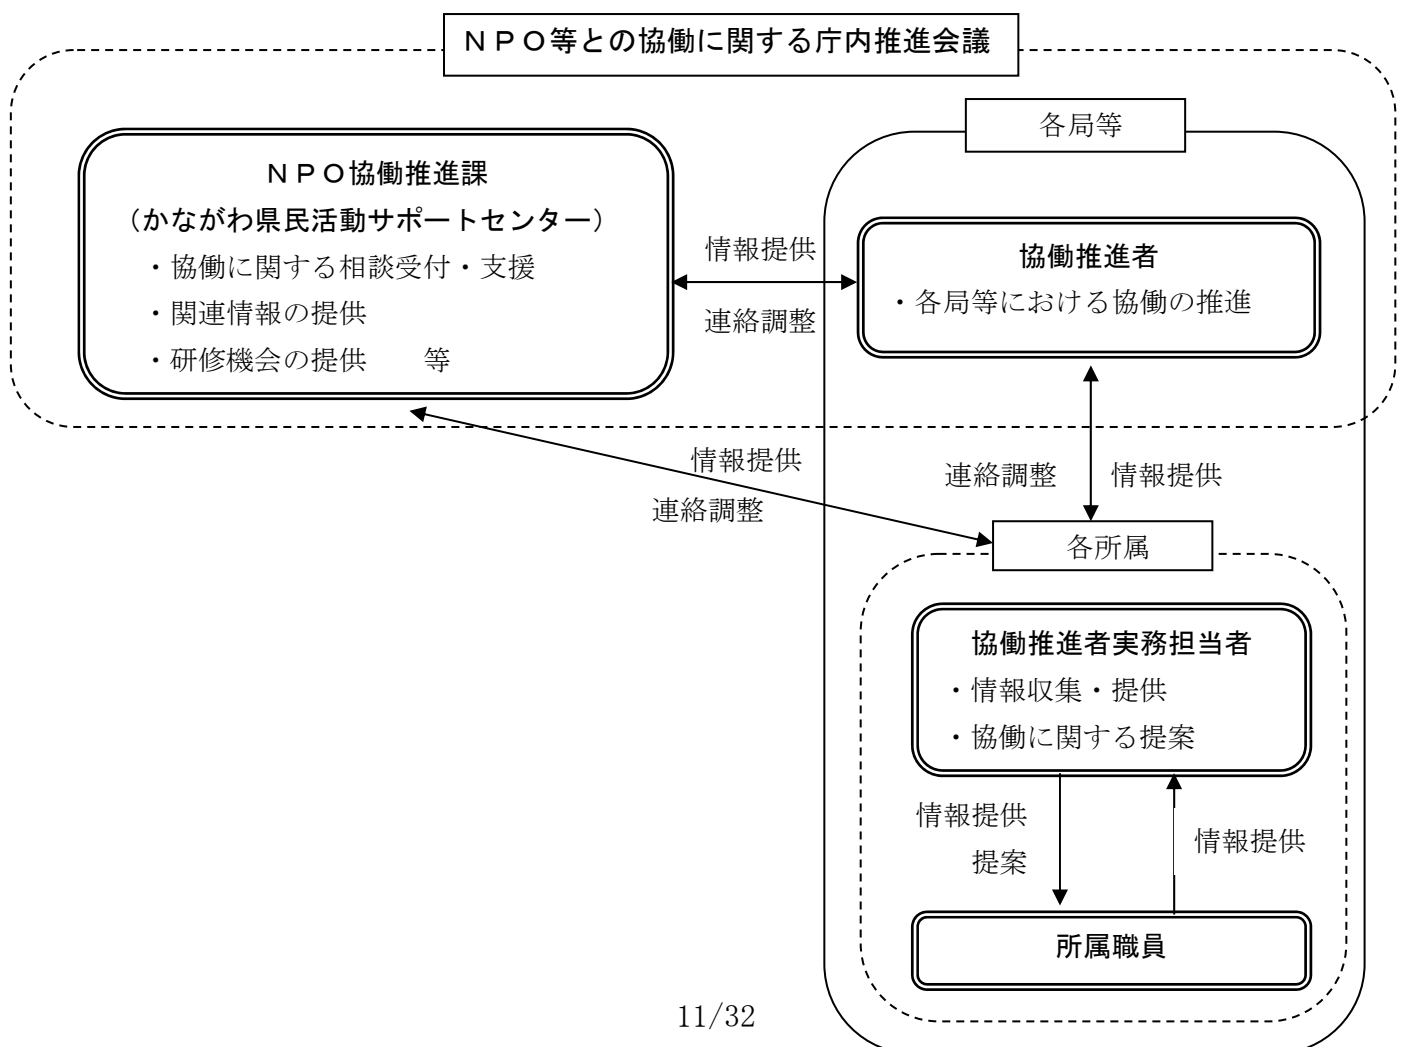 ＮＰＯ等との協働に関する庁内推進会議
各局等
ＮＰＯ協働推進課
（かながわ県民活動サポートセンター）
・協働に関する相談受付・支援
・関連情報の提供
・研修機会の提供　　等
情報提供
連絡調整
協働推進者
・各局等における協働の推進
情報提供
連絡調整
連絡調整
情報提供
各所属
協働推進者実務担当者
・情報収集・提供
・協働に関する提案
情報提供
提案
情報提供
所属職員
11/32